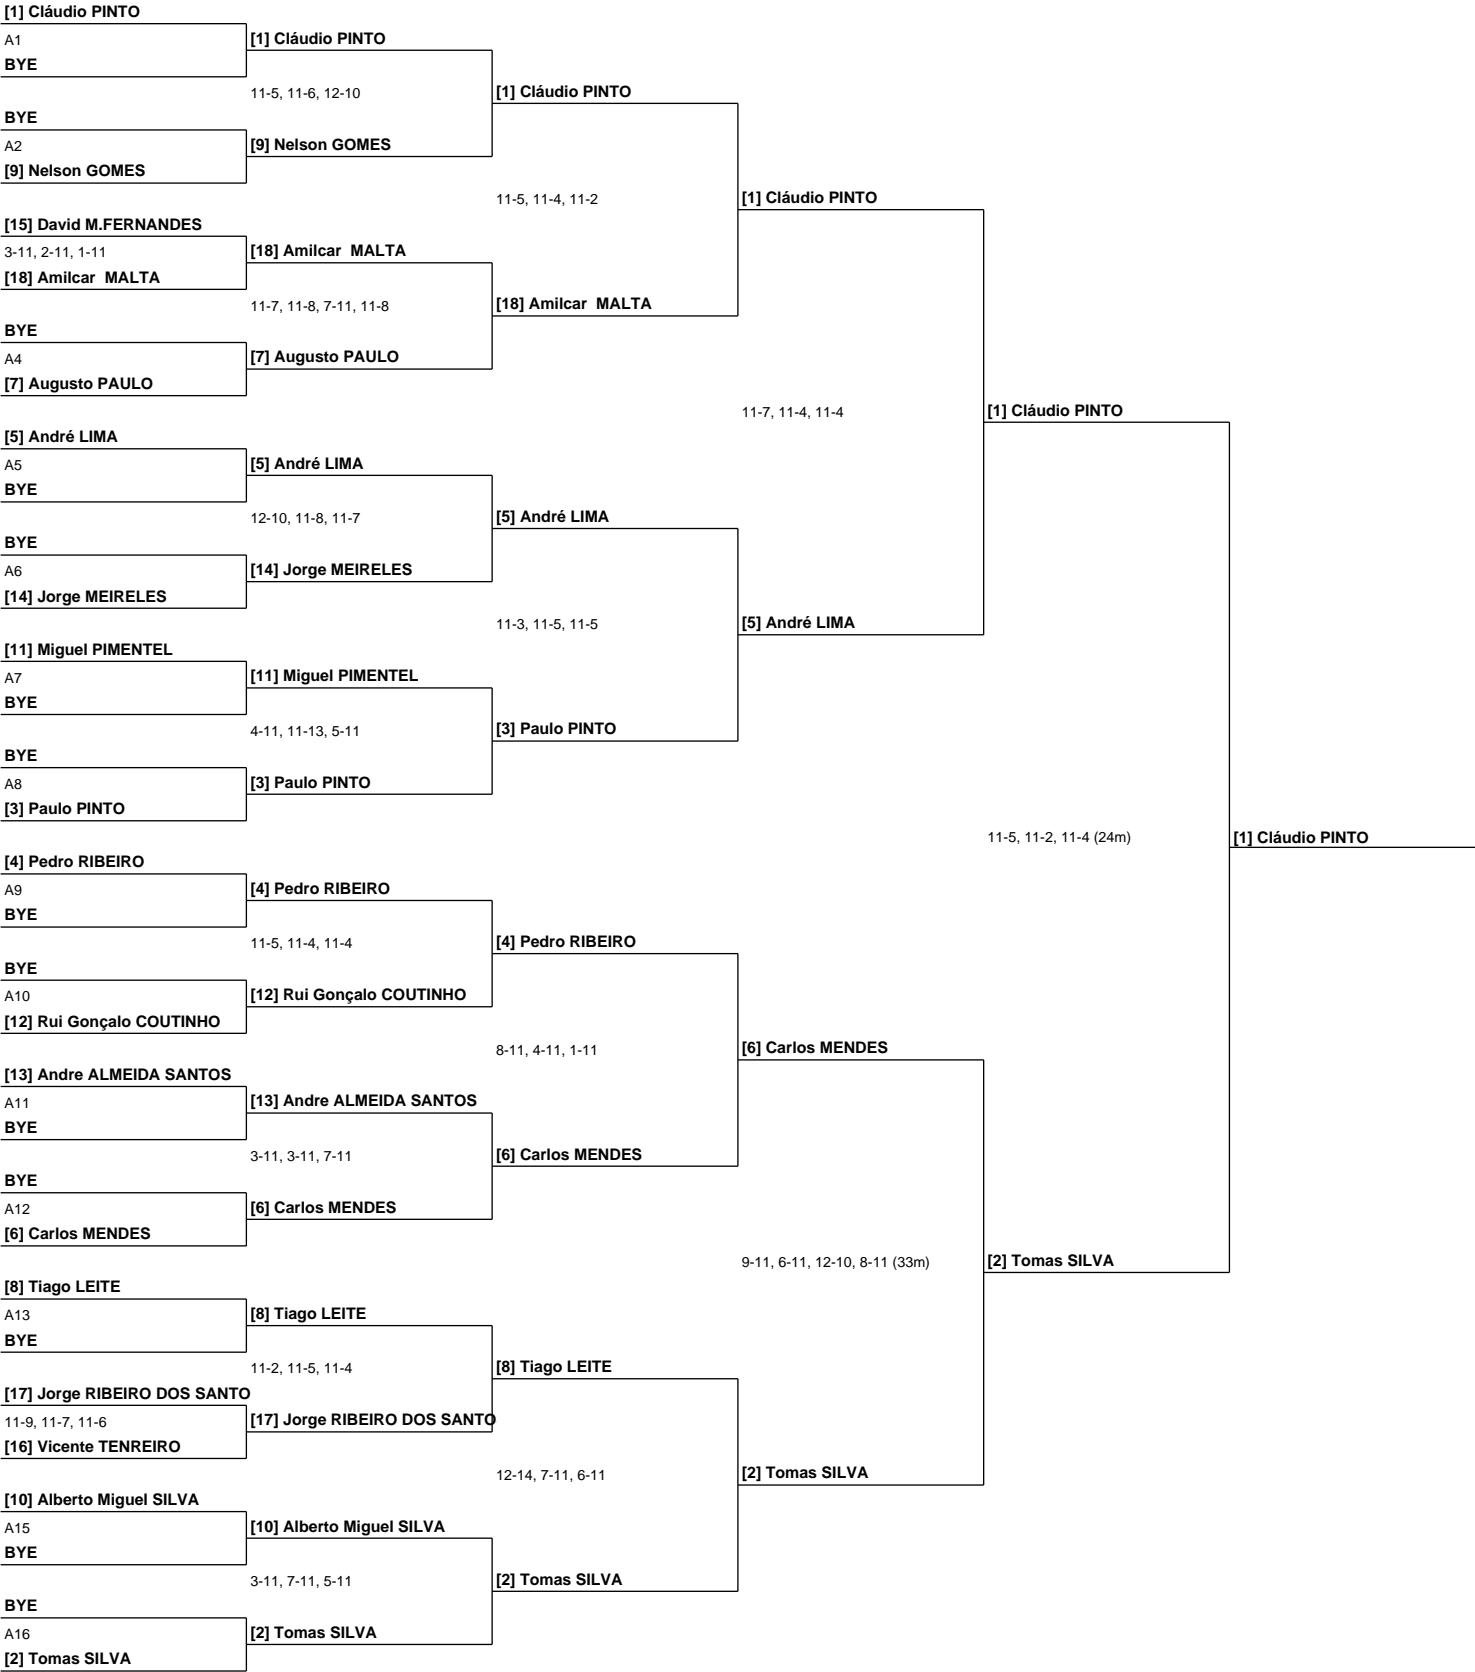 [1] Cláudio PINTO
A1
BYE
BYE
A2
[9] Nelson GOMES
[15] David M.FERNANDES
3-11, 2-11, 1-11
[18] Amilcar  MALTA
BYE
A4
[7] Augusto PAULO
[5] André LIMA
A5
BYE
BYE
A6
[14] Jorge MEIRELES
[11] Miguel PIMENTEL
A7
BYE
BYE
A8
[3] Paulo PINTO
[4] Pedro RIBEIRO
A9
BYE
BYE
A10
[12] Rui Gonçalo COUTINHO
[13] Andre ALMEIDA SANTOS
A11
BYE
BYE
A12
[6] Carlos MENDES
[8] Tiago LEITE
A13
BYE
[17] Jorge RIBEIRO DOS SANTO
11-9, 11-7, 11-6
[16] Vicente TENREIRO
[10] Alberto Miguel SILVA
A15
BYE
BYE
A16
[2] Tomas SILVA
[1] Cláudio PINTO
11-5, 11-6, 12-10
[9] Nelson GOMES
[18] Amilcar  MALTA
11-7, 11-8, 7-11, 11-8
[7] Augusto PAULO
[5] André LIMA
12-10, 11-8, 11-7
[14] Jorge MEIRELES
[11] Miguel PIMENTEL
4-11, 11-13, 5-11
[3] Paulo PINTO
[4] Pedro RIBEIRO
11-5, 11-4, 11-4
[12] Rui Gonçalo COUTINHO
[13] Andre ALMEIDA SANTOS
3-11, 3-11, 7-11
[6] Carlos MENDES
[8] Tiago LEITE
11-2, 11-5, 11-4
[17] Jorge RIBEIRO DOS SANTO
[10] Alberto Miguel SILVA
3-11, 7-11, 5-11
[2] Tomas SILVA
[1] Cláudio PINTO
11-5, 11-4, 11-2
[18] Amilcar  MALTA
[5] André LIMA
11-3, 11-5, 11-5
[3] Paulo PINTO
[4] Pedro RIBEIRO
8-11, 4-11, 1-11
[6] Carlos MENDES
[8] Tiago LEITE
12-14, 7-11, 6-11
[2] Tomas SILVA
[1] Cláudio PINTO
11-7, 11-4, 11-4
[5] André LIMA
[6] Carlos MENDES
9-11, 6-11, 12-10, 8-11 (33m)
[2] Tomas SILVA
[1] Cláudio PINTO
11-5, 11-2, 11-4 (24m)
[2] Tomas SILVA
[1] Cláudio PINTO